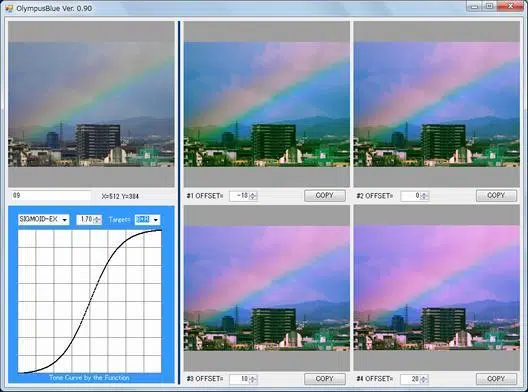 OlympusBlue Ver. 0.90
09
X=512 Y=384
#1 OFFSET= -10 COPY
#2 OFFSET= 0 COPY
SIGMOID-EX 1.70 Target=
Tone Curve by the Function
#3 OFFSET= 10 COPY
#4 OFFSET= 20 COPY